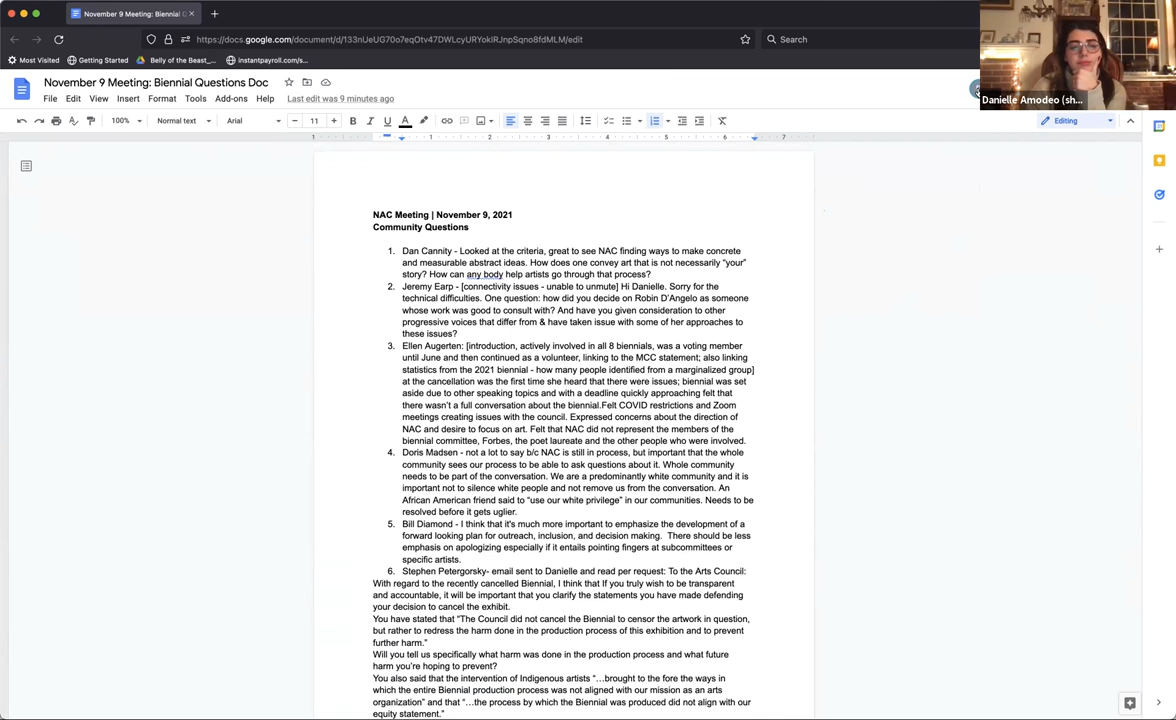 November 9 Meeting: Biennial Q
https://docs.google.com/document/d/133nUeUG70o7eqOtv47DWLcyURYokIRJnpSqno8fdMLM/edit
Search
Most Visited
Getting Started
Belly of the Beast_...
instantpayroll.com/s...
November 9 Meeting: Biennial Questions Doc
File Edit View Insert Format Tools Add-ons Help Last edit was 9 minutes ago
Danielle Amodeo (sh...
100% Normal text Arial 11 Editing
1 1 2 3 4 5 6 7
NAC Meeting | November 9, 2021
Community Questions
1. Dan Cannity - Looked at the criteria, great to see NAC finding ways to make concrete
and measurable abstract ideas. How does one convey art that is not necessarily “your”
story? How can any body help artists go through that process?
2. Jeremy Earp - [connectivity issues - unable to unmute] Hi Danielle. Sorry for the
technical difficulties. One question: how did you decide on Robin D’Angelo as someone
whose work was good to consult with? And have you given consideration to other
progressive voices that differ from & have taken issue with some of her approaches to
these issues?
3. Ellen Augerten: [introduction, actively involved in all 8 biennials, was a voting member
until June and then continued as a volunteer, linking to the MCC statement; also linking
statistics from the 2021 biennial - how many people identified from a marginalized group]
at the cancellation was the first time she heard that there were issues; biennial was set
aside due to other speaking topics and with a deadline quickly approaching felt that
there wasn’t a full conversation about the biennial.Felt COVID restrictions and Zoom
meetings creating issues with the council. Expressed concerns about the direction of
NAC and desire to focus on art. Felt that NAC did not represent the members of the
biennial committee, Forbes, the poet laureate and the other people who were involved.
4. Doris Madsen - not a lot to say b/c NAC is still in process, but important that the whole
community sees our process to be able to ask questions about it. Whole community
needs to be part of the conversation. We are a predominantly white community and it is
important not to silence white people and not remove us from the conversation. An
African American friend said to “use our white privilege” in our communities. Needs to be
resolved before it gets uglier.
5. Bill Diamond - I think that it's much more important to emphasize the development of a
forward looking plan for outreach, inclusion, and decision making.  There should be less
emphasis on apologizing especially if it entails pointing fingers at subcommittees or
specific artists.
6. Stephen Petergorsky- email sent to Danielle and read per request: To the Arts Council:
With regard to the recently cancelled Biennial, I think that If you truly wish to be transparent
and accountable, it will be important that you clarify the statements you have made defending
your decision to cancel the exhibit.
You have stated that “The Council did not cancel the Biennial to censor the artwork in question,
but rather to redress the harm done in the production process of this exhibition and to prevent
further harm.”
Will you tell us specifically what harm was done in the production process and what future
harm you’re hoping to prevent?
You also said that the intervention of Indigenous artists “…brought to the fore the ways in
which the entire Biennial production process was not aligned with our mission as an arts
organization” and that “…the process by which the Biennial was produced did not align with our
equity statement.”